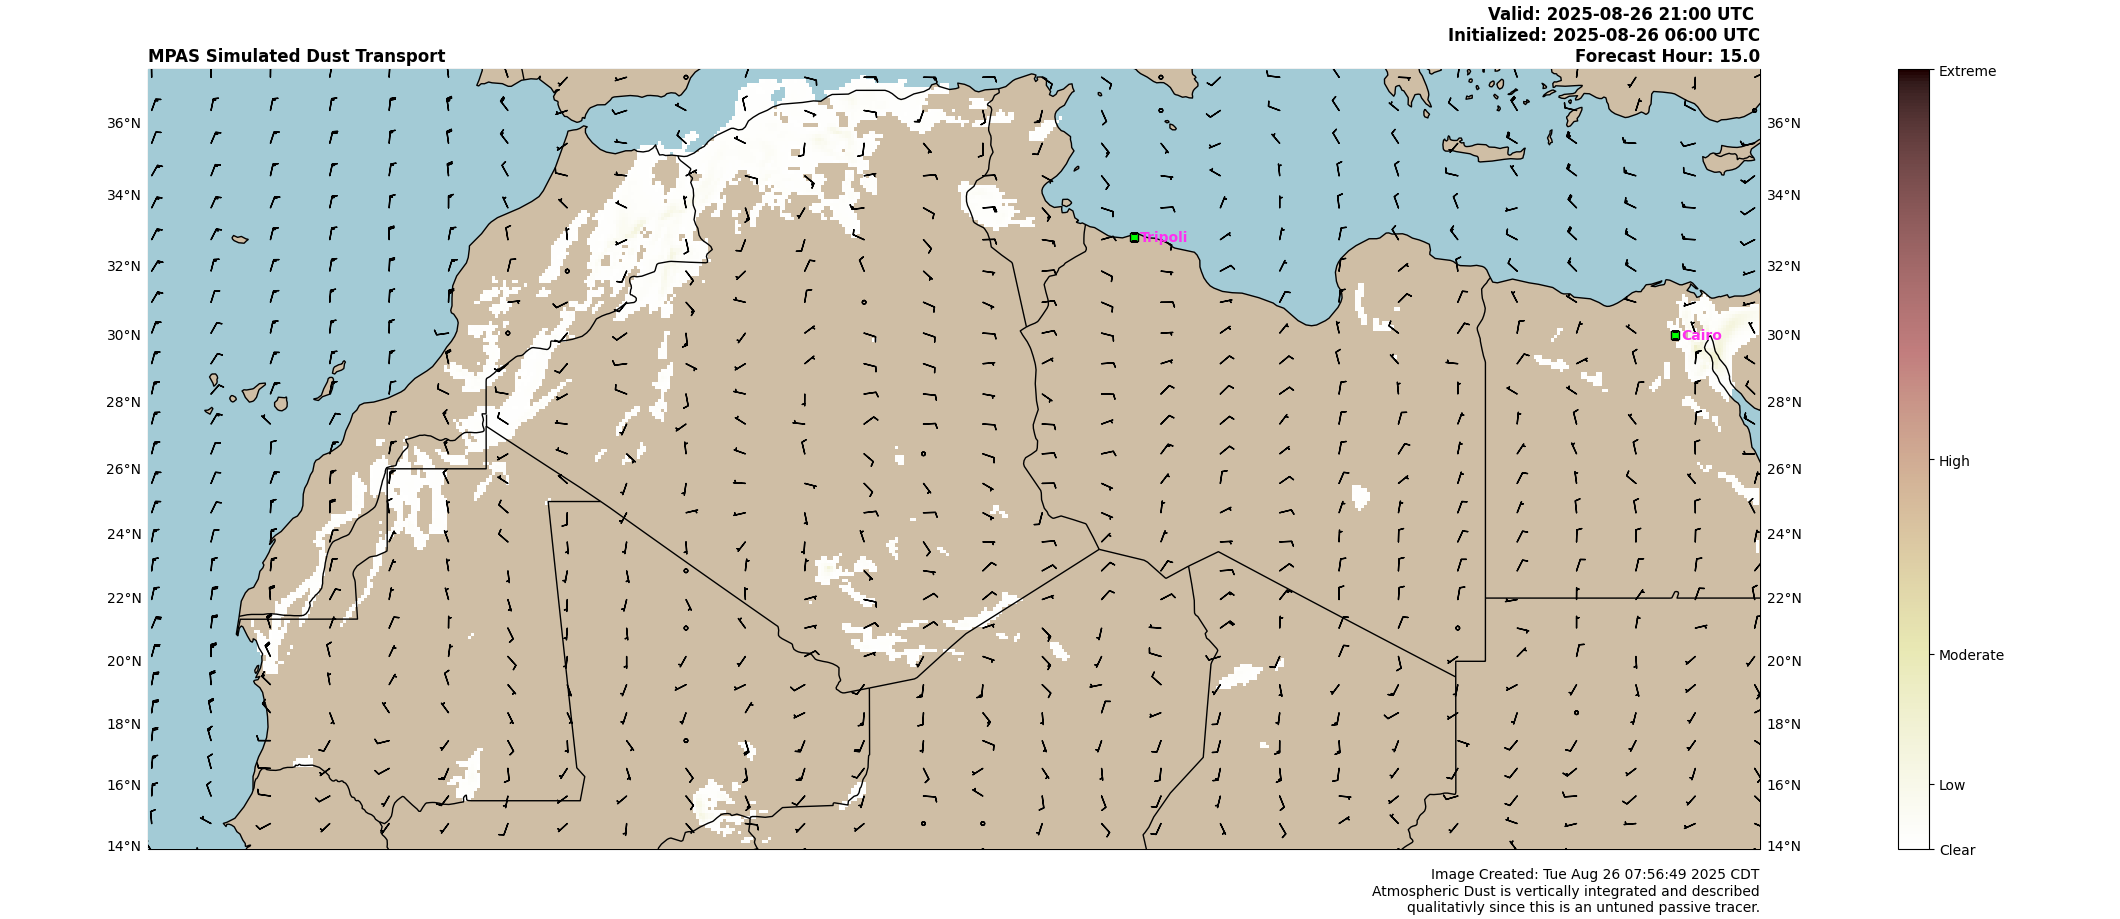 Valid: 2025-08-26 21:00 UTC
Initialized: 2025-08-26 06:00 UTC
MPAS Simulated Dust Transport
Forecast Hour: 15.0
36°N
34°N
32°N
30°N
28°N
26°N
24°N
22°N
20°N
18°N
16°N
14°N
Tripoli
Cairo
36°N
34°N
32°N
30°N
28°N
26°N
24°N
22°N
20°N
18°N
16°N
14°N
Extreme
High
Moderate
Low
Clear
Image Created: Tue Aug 26 07:56:49 2025 CDT
Atmospheric Dust is vertically integrated and described
qualitativly since this is an untuned passive tracer.